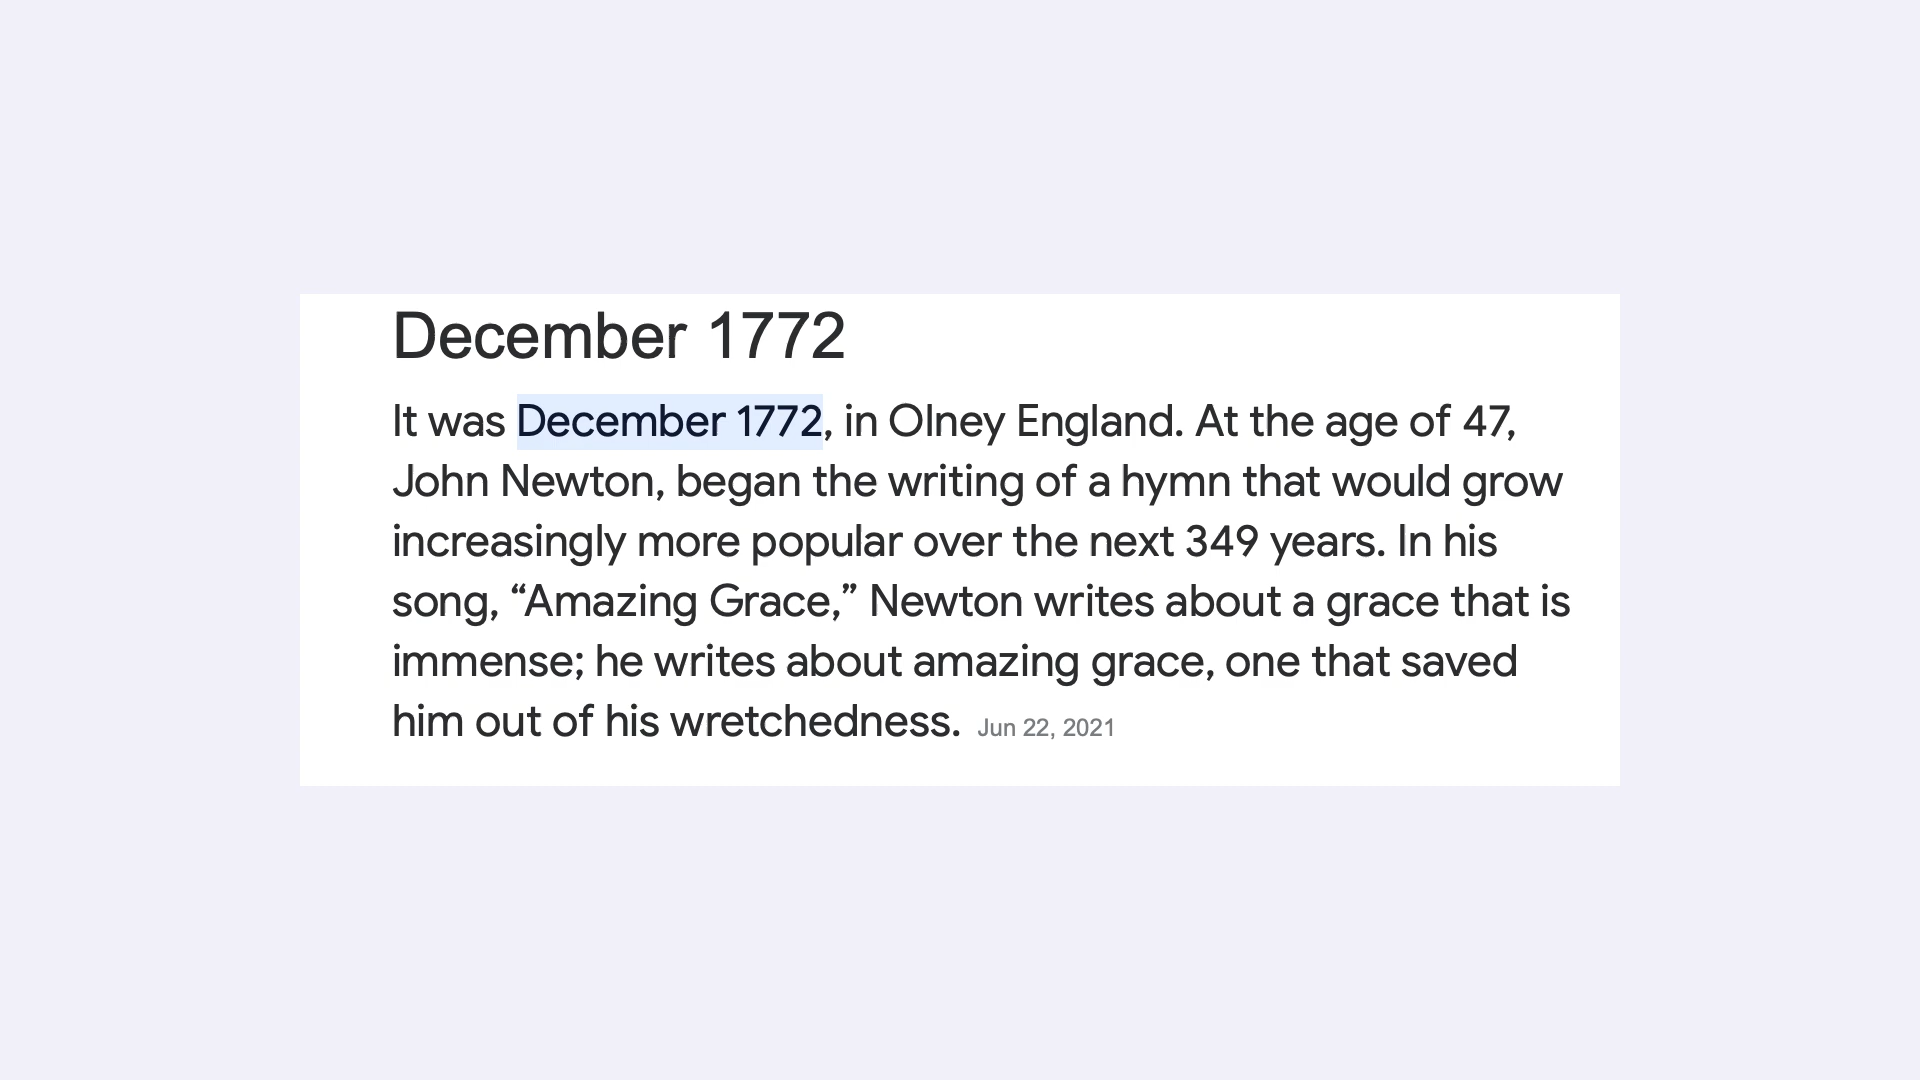 December 1772
It was December 1772, in Olney England. At the age of 47,
John Newton, began the writing of a hymn that would grow
increasingly more popular over the next 349 years. In his
song, “Amazing Grace,” Newton writes about a grace that is
immense; he writes about amazing grace, one that saved
him out of his wretchedness. Jun 22, 2021